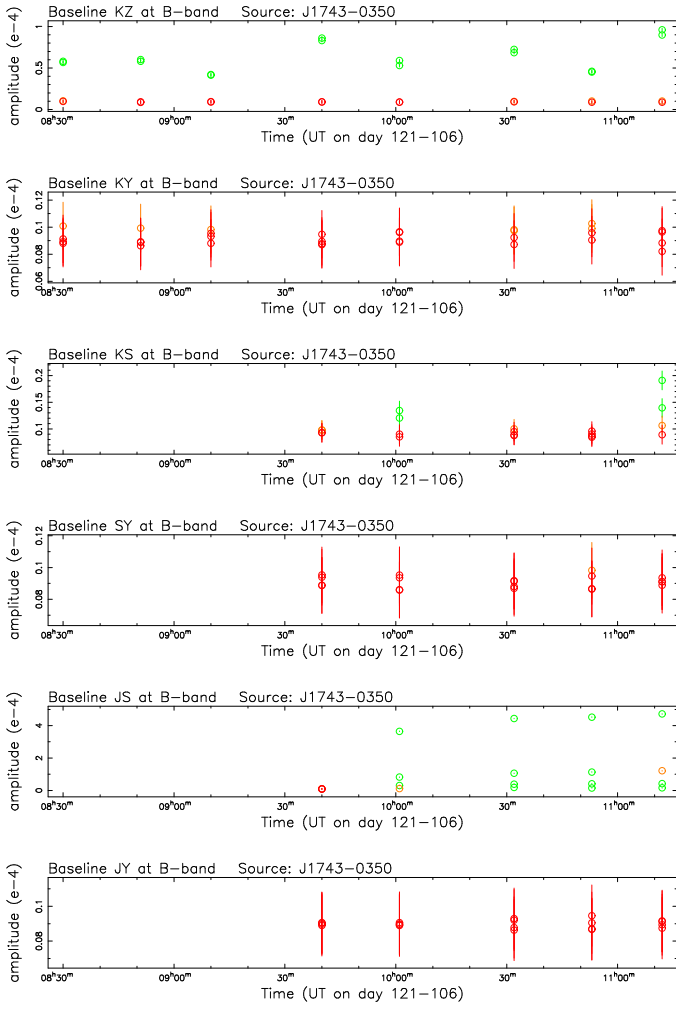 Baseline KZ at B-band Source: J1743-0350
amplitude (e-4)
1
0.5
0
08h30m 09h00m 30m 10h00m 30m 11h00m
Time (UT on day 121-106)
Baseline KY at B-band Source: J1743-0350
amplitude (e-4)
0.12
0.1
0.08
0.06
08h30m 09h00m 30m 10h00m 30m 11h00m
Time (UT on day 121-106)
Baseline KS at B-band Source: J1743-0350
amplitude (e-4)
0.2
0.15
0.1
08h30m 09h00m 30m 10h00m 30m 11h00m
Time (UT on day 121-106)
Baseline SY at B-band Source: J1743-0350
amplitude (e-4)
0.12
0.1
0.08
08h30m 09h00m 30m 10h00m 30m 11h00m
Time (UT on day 121-106)
Baseline JS at B-band Source: J1743-0350
amplitude (e-4)
4
2
0
08h30m 09h00m 30m 10h00m 30m 11h00m
Time (UT on day 121-106)
Baseline JY at B-band Source: J1743-0350
amplitude (e-4)
0.1
0.08
08h30m 09h00m 30m 10h00m 30m 11h00m
Time (UT on day 121-106)